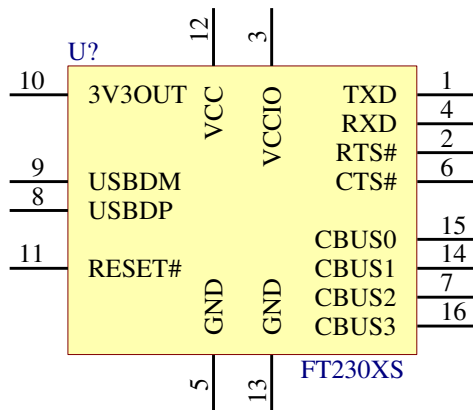 12 3
U?
10 3V3OUT VCC VCCIO TXD 1
RXD 4
RTS# 2
9 USBDM CTS# 6
8 USBDP
CBUS0 15
11 RESET# GND GND CBUS1 14
CBUS2 7
CBUS3 16
5 13 FT230XS